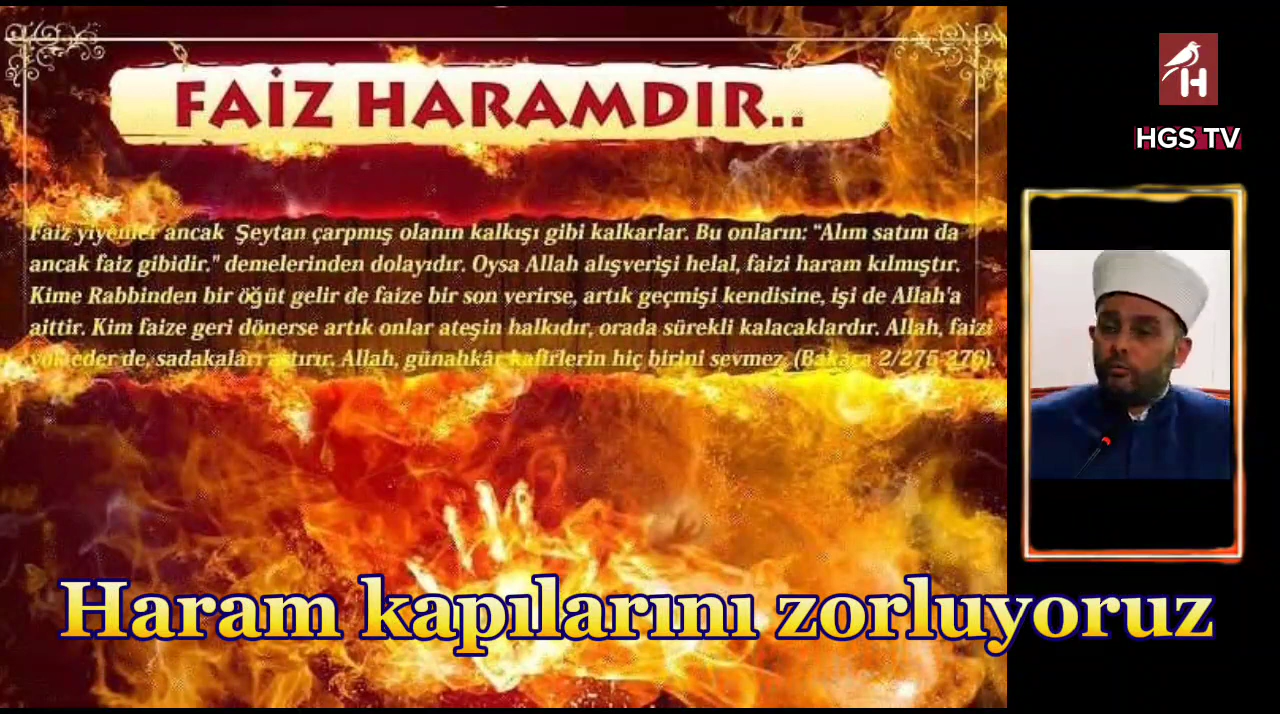 FAİZ HARAMDIR..
HGS TV
Faiz yiyenler ancak Şeytan çarpmış olanın kalkışı gibi kalkarlar. Bu onların: "Alım satım da
ancak faiz gibidir." demelerinden dolayıdır. Oysa Allah alışverişi helal, faizi haram kılmıştır.
Kime Rabbinden bir öğüt gelir de faize bir son verirse, artık geçmişi kendisine, işi de Allah'a
aittir. Kim faize geri dönerse artık onlar ateşin halkıdır, orada sürekli kalacaklardır. Allah, faizi
yok eder de, sadakaları artırır. Allah, günahkâr kafirlerin hiç birini sevmez. (Bakara 2/275-276).
Haram kapılarını zorluyoruz